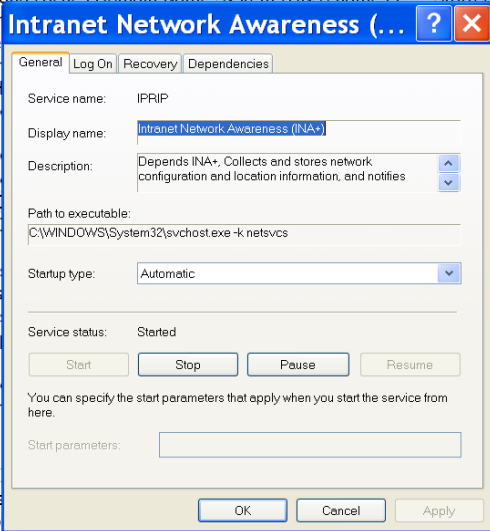 Intranet Network Awareness (...
General
Log On
Recovery
Dependencies
Service name: IPRIP
Display name: Intranet Network Awareness (INA+)
Description: Depends INA+, Collects and stores network
configuration and location information, and notifies
Path to executable:
C:\WINDOWS\System32\svchost.exe -k netsvcs
Startup type: Automatic
Service status: Started
Start
Stop
Pause
Resume
You can specify the start parameters that apply when you start the service from
here.
Start parameters:
OK
Cancel
Apply